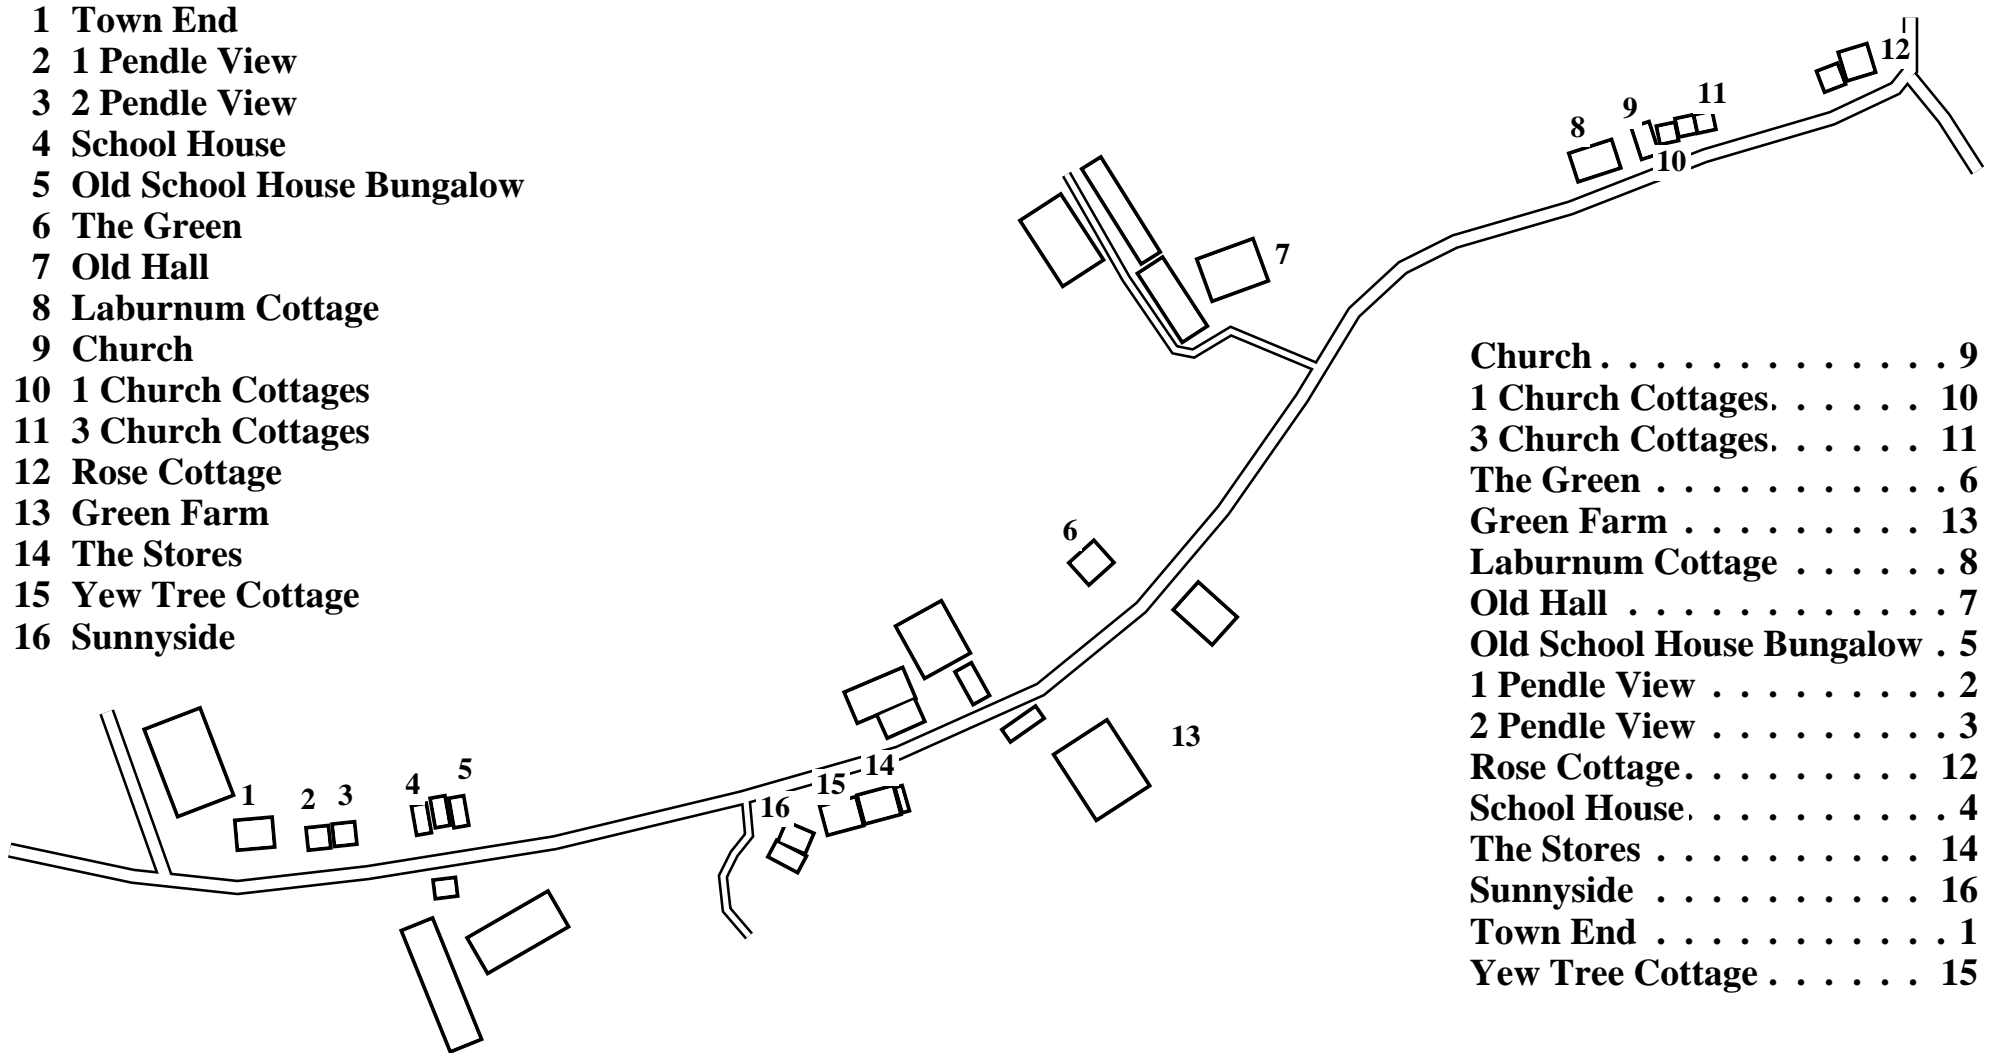 1 Town End
2 1 Pendle View
3 2 Pendle View
4 School House
5 Old School House Bungalow
6 The Green
7 Old Hall
8 Laburnum Cottage
9 Church
10 1 Church Cottages
11 3 Church Cottages
12 Rose Cottage
13 Green Farm
14 The Stores
15 Yew Tree Cottage
16 Sunnyside
12
11
9
8
10
7
6
13
14
15
16
5
4
3
2
1
Church . . . . . . . . . . . . . 9
1 Church Cottages. . . . . . 10
3 Church Cottages. . . . . . 11
The Green . . . . . . . . . . . 6
Green Farm . . . . . . . . . 13
Laburnum Cottage . . . . . . 8
Old Hall . . . . . . . . . . . . 7
Old School House Bungalow . 5
1 Pendle View . . . . . . . . . 2
2 Pendle View . . . . . . . . . 3
Rose Cottage. . . . . . . . . 12
School House. . . . . . . . . . 4
The Stores . . . . . . . . . . 14
Sunnyside . . . . . . . . . . 16
Town End . . . . . . . . . . . 1
Yew Tree Cottage . . . . . . 15